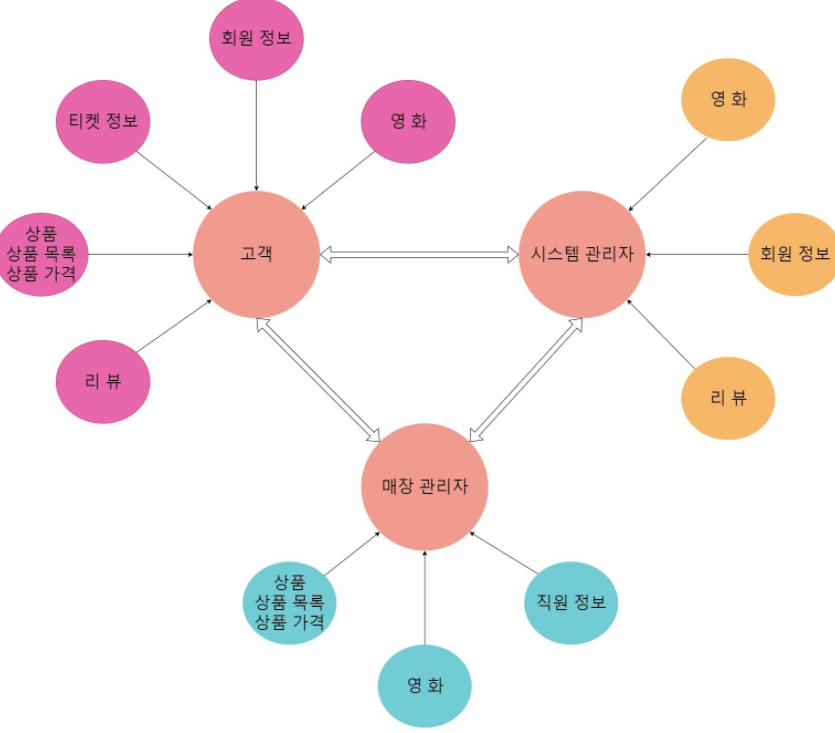 회원 정보
티켓 정보
영 화
영 화
상품
상품 목록
상품 가격
고객
시스템 관리자
회원 정보
리 뷰
리 뷰
매장 관리자
상품
상품 목록
상품 가격
직원 정보
영 화